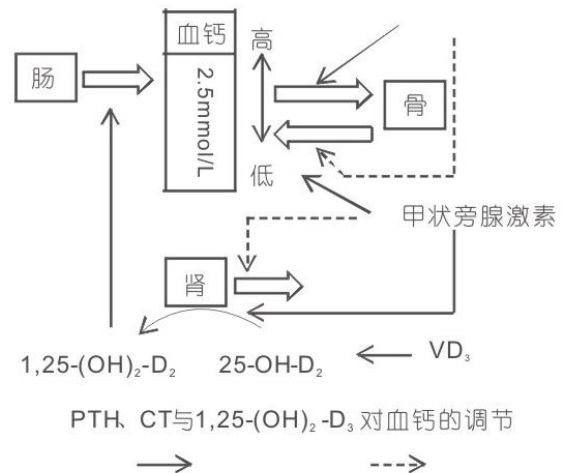 血钙
高
肠
2.5mmol/L
骨
低
甲状旁腺激素
肾
1,25-(OH)₂-D₂ 25-OH-D₂ VD₃
PTH、CT与1,25-(OH)₂-D₃对血钙的调节